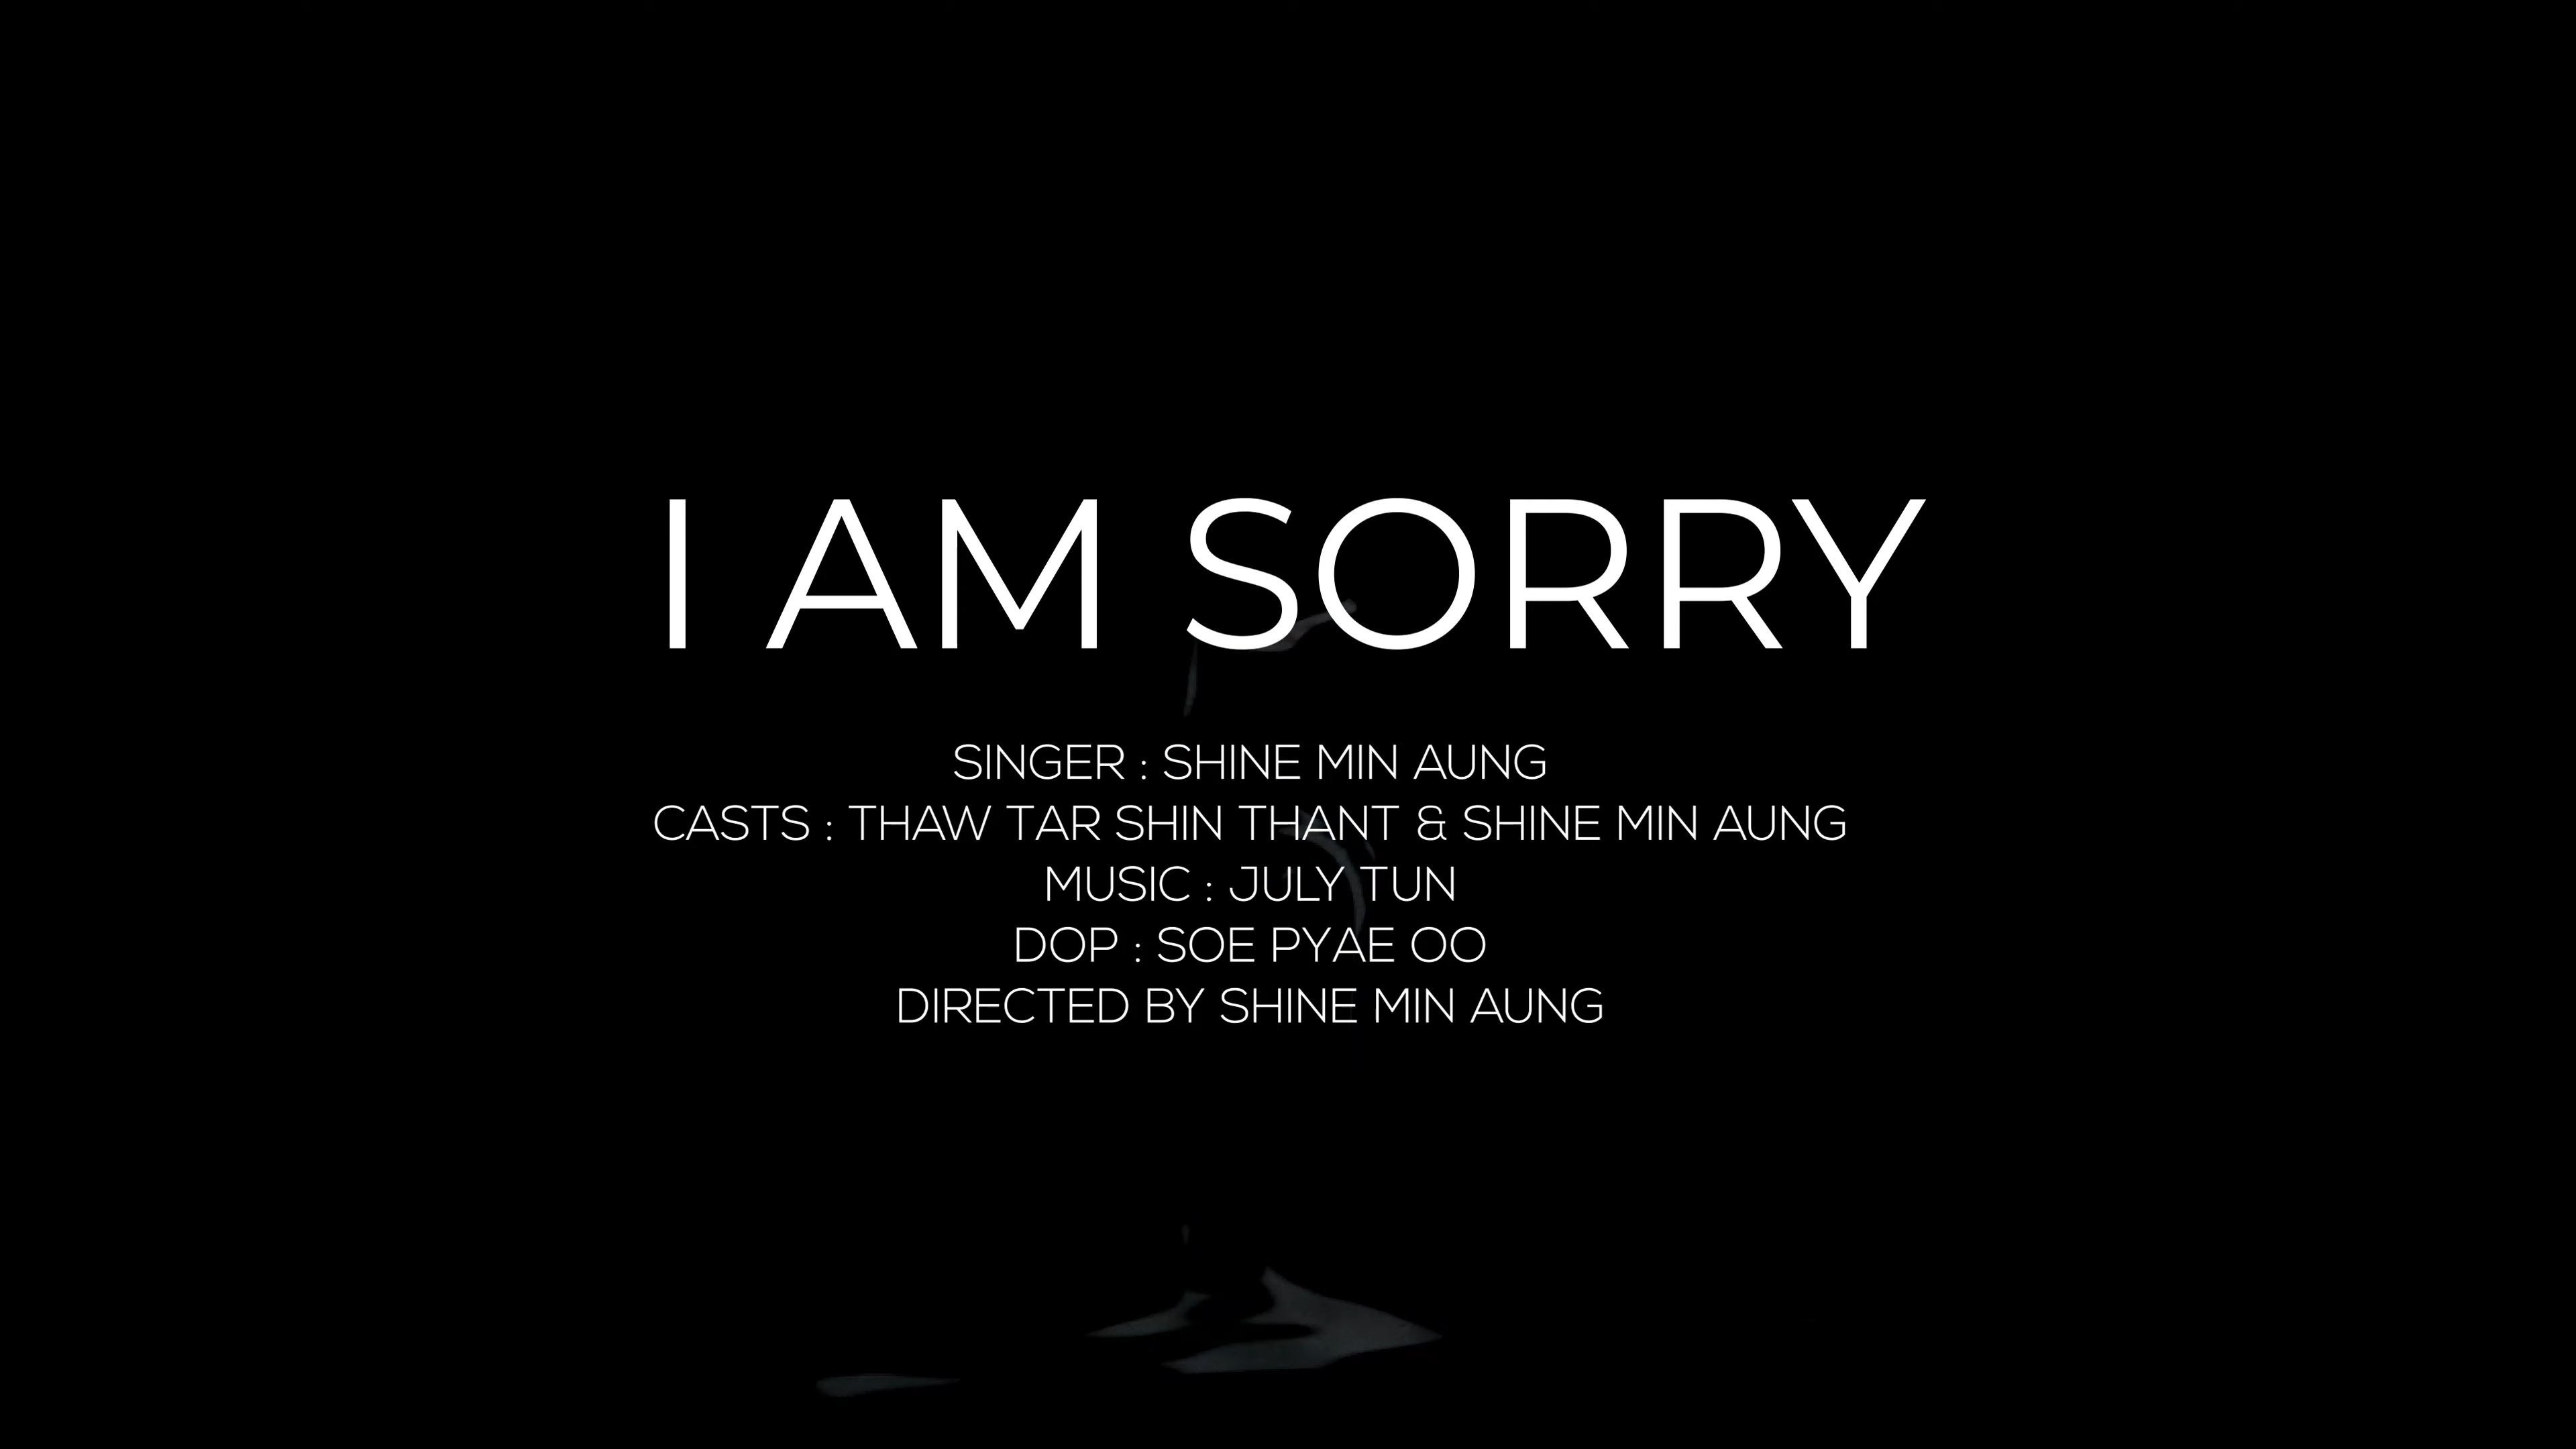 I AM SORRY
SINGER : SHINE MIN AUNG
CASTS : THAW TAR SHIN THANT & SHINE MIN AUNG
MUSIC : JULY TUN
DOP : SOE PYAE OO
DIRECTED BY SHINE MIN AUNG